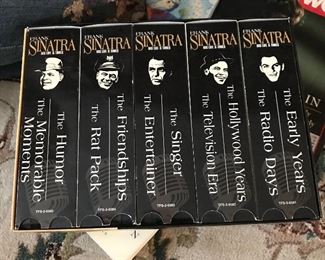 FRANK
SINATRA
The Humor
The Memorable
Moments
FRANK
SINATRA
The Friendships
The Rat Pack
FRANK
SINATRA
The Singer
The Entertainer
FRANK
SINATRA
The Hollywood Years
The Television Era
FRANK
SINATRA
The Early Years
The Radio Days
IN